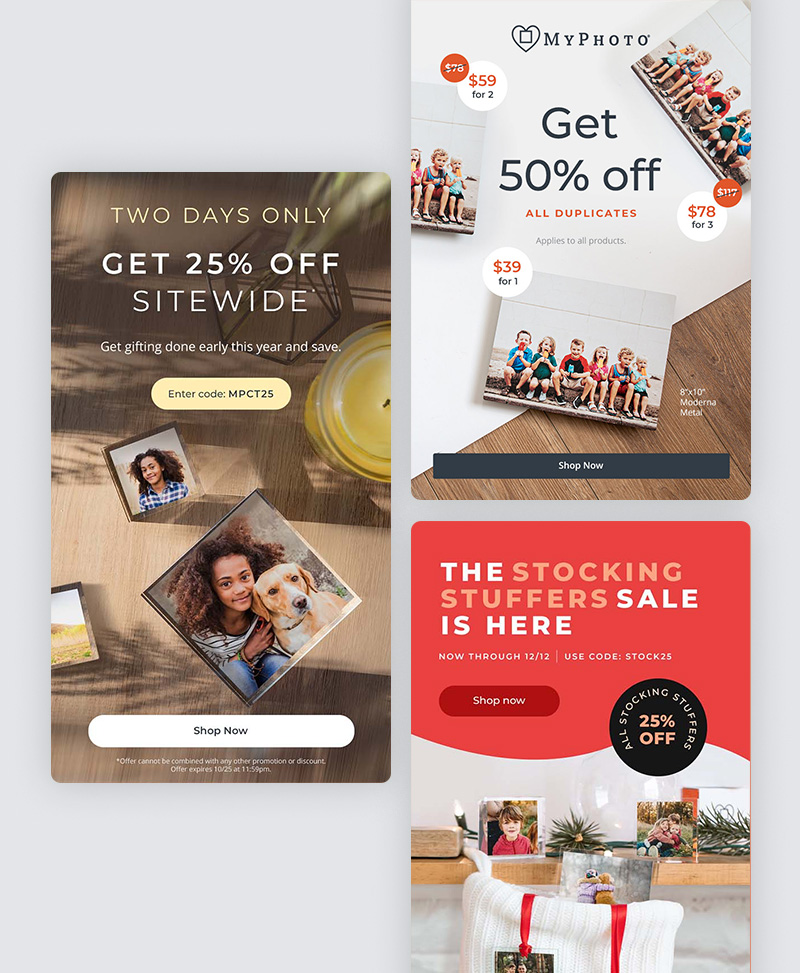 TWO DAYS ONLY
GET 25% OFF
SITEWIDE*
Get gifting done early this year and save.
Enter code: MPCT25
Shop Now
*Offer cannot be combined with any other promotion or discount.
Offer expires 10/25 at 11:59pm.
MYPHOTO
$78
$59
for 2
Get
50% off
ALL DUPLICATES
Applies to all products.
$117
$78
for 3
$39
for 1
8"x10"
Moderna
Metal
Shop Now
THE STOCKING
STUFFERS SALE
IS HERE
NOW THROUGH 12/12 | USE CODE: STOCK25
Shop now
ALL STOCKING STUFFERS
25%
OFF